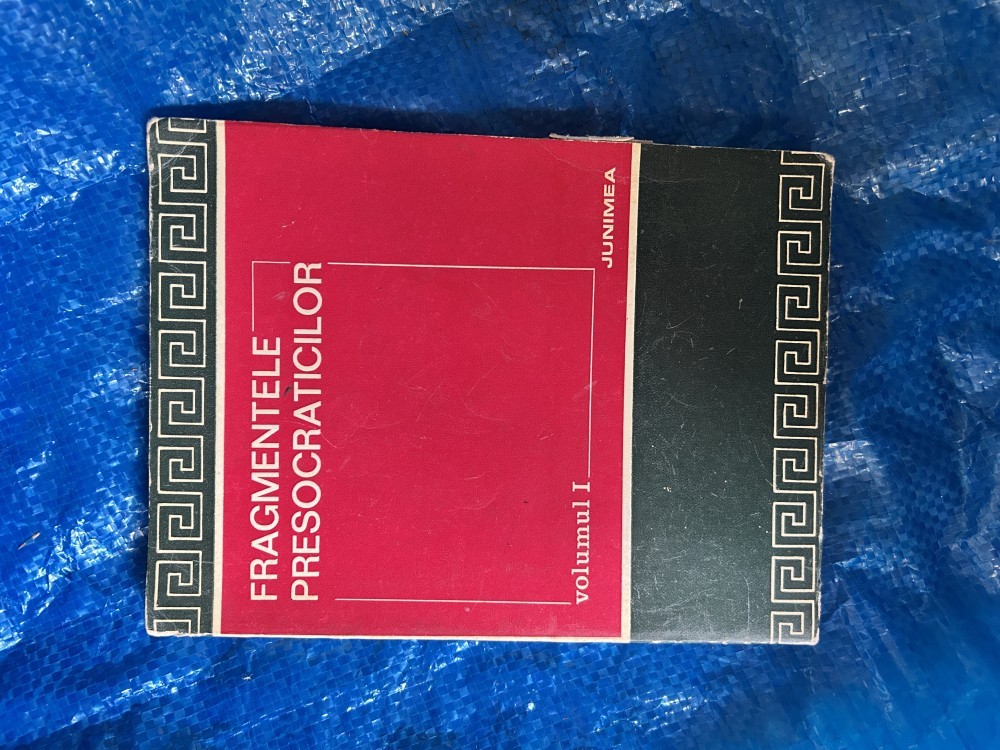 FRAGMENTELE
PRESOCRATICILOR
volumul I
JUNIMEA